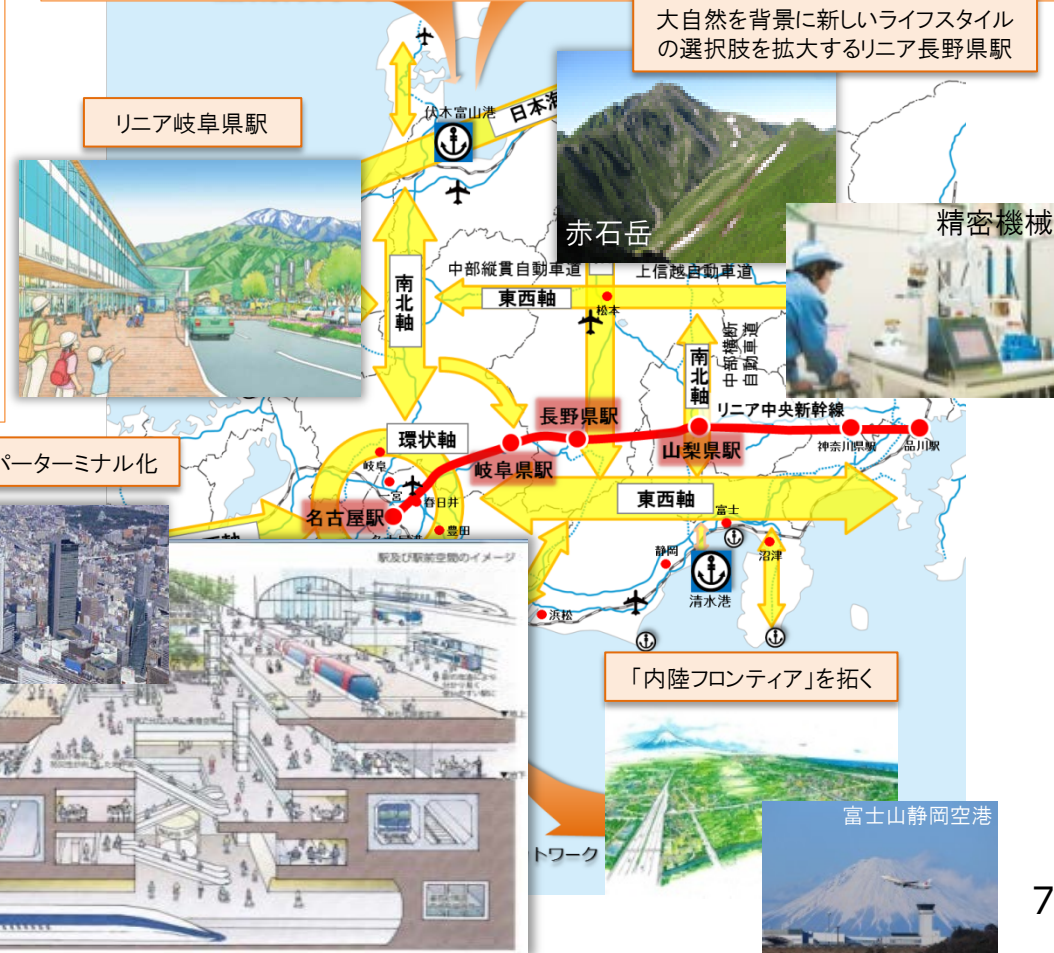 大自然を背景に新しいライフスタイル
の選択肢を拡大するリニア長野県駅
リニア岐阜県駅
伏木富山港
日本海
赤石岳
精密機械
中部縦貫自動車道
上信越自動車道
南北軸
東西軸
松本
南北軸
中部横断
自動車道
長野県駅
リニア中央新幹線
環状軸
山梨県駅
神奈川県駅
品川駅
岐阜県駅
岐阜
一宮
春日井
名古屋駅
豊田
東西軸
パーターミナル化
富士
静岡
沼津
清水港
浜松
駅及び駅前空間のイメージ
「内陸フロンティア」を拓く
▼地上
▼地下
トワーク
富士山静岡空港
7